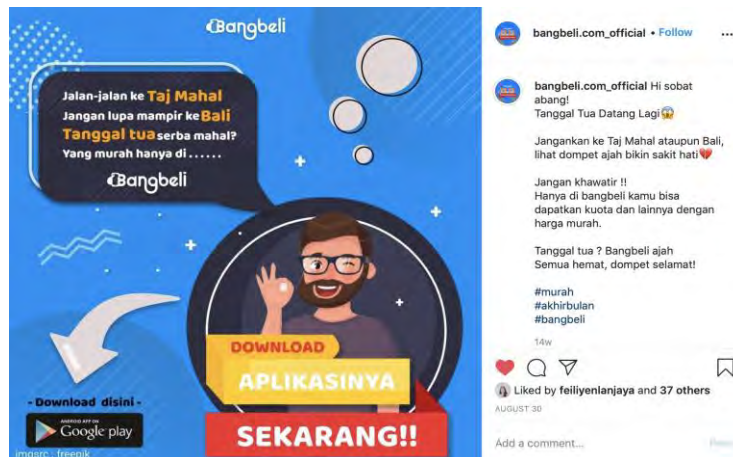 Bangbeli
Jalan-jalan ke Taj Mahal
Jangan lupa mampir ke Bali
Tanggal tua serba mahal?
Yang murah hanya di ......
Bangbeli
DOWNLOAD
APLIKASINYA
SEKARANG!!
- Download disini -
ANDROID APP ON
Google play
imgsrc : freepik
bangbeli.com_official • Follow ...
bangbeli.com_official Hi sobat
abang!
Tanggal Tua Datang Lagi😱
Jangankan ke Taj Mahal ataupun Bali,
lihat dompet ajah bikin sakit hati💔
Jangan khawatir !!
Hanya di bangbeli kamu bisa
dapatkan kuota dan lainnya dengan
harga murah.
Tanggal tua ? Bangbeli ajah
Semua hemat, dompet selamat!
#murah
#akhirbulan
#bangbeli
14w
Liked by feiliyenlanjaya and 37 others
AUGUST 30
Add a comment...
Post